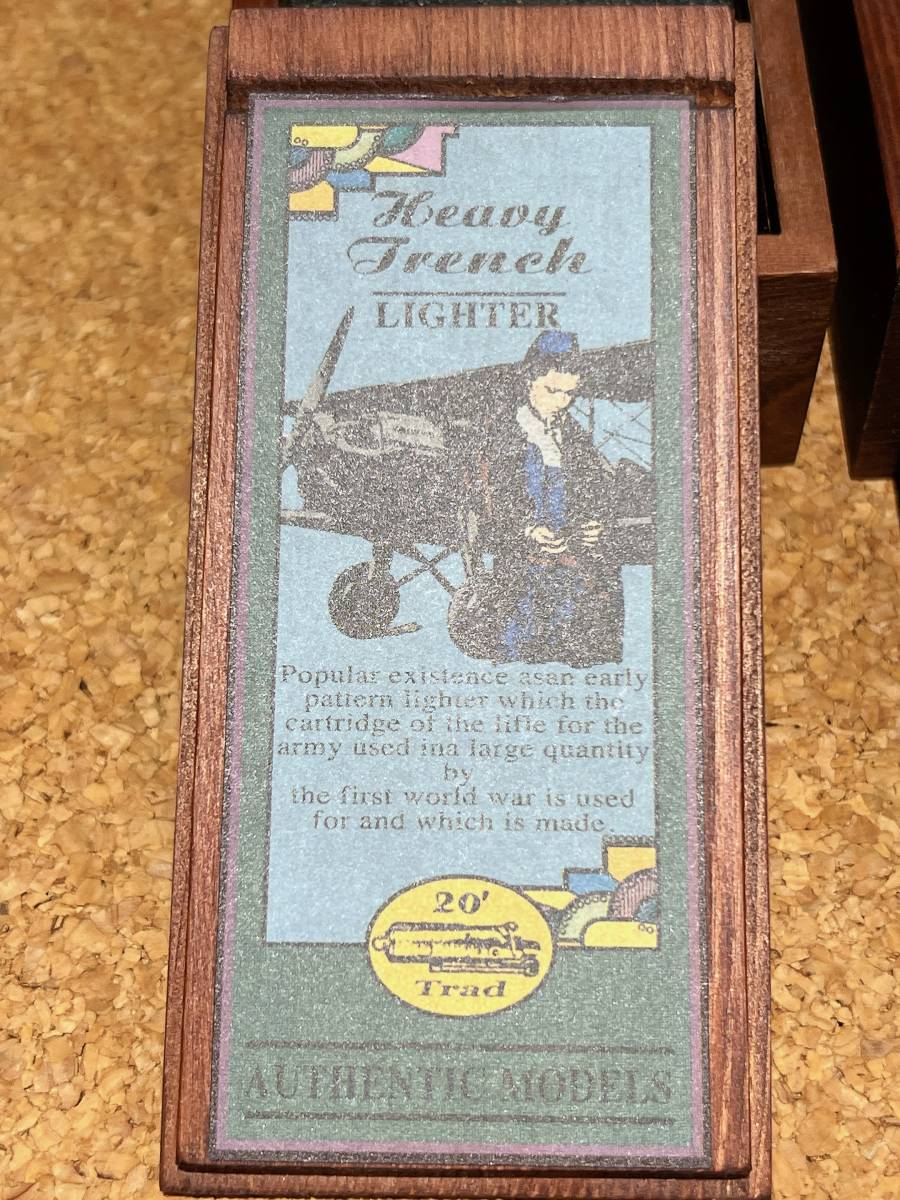 Heavy
Trench
LIGHTER
Popular existence asan early
pattern lighter which the
cartridge of the lifle for the
army used ina large quantity
by
the first world war is used
for and which is made.
20'
Trad
AUTHENTIC MODELS